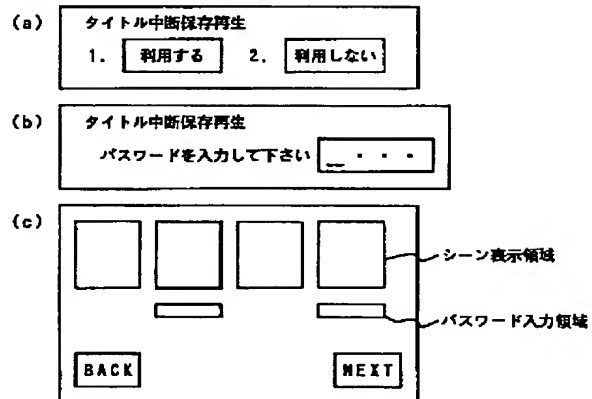 (a)
タイトル中断保存再生
1. 利用する 2. 利用しない
(b)
タイトル中断保存再生
パスワードを入力して下さい _ ・ ・ ・
(c)
シーン表示領域
パスワード入力領域
BACK NEXT